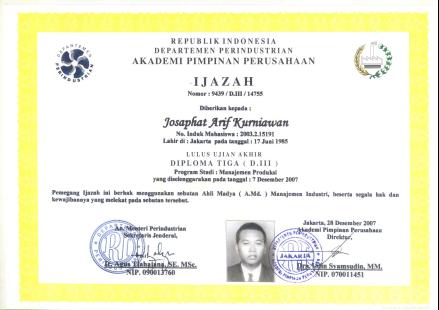 REPUBLIK INDONESIA
DEPARTEMEN PERINDUSTRIAN
AKADEMI PIMPINAN PERUSAHAAN
IJAZAH
Nomor : 9439 / D.III / 14755
Diberikan kepada :
Josaphat Arif Kurniawan
No. Induk Mahasiswa : 2003.2.15191
Lahir di : Jakarta pada tanggal : 17 Juni 1985
LULUS UJIAN AKHIR
DIPLOMA TIGA ( D.III )
Program Studi : Manajemen Produksi
yang diselenggarakan pada tanggal : 7 Desember 2007
Pemegang Ijazah ini berhak menggunakan sebutan Ahli Madya ( A.Md. ) Manajemen Industri, beserta segala hak dan
kewajibannya yang melekat pada sebutan tersebut.
An. Menteri Perindustrian
Sekretaris Jenderal,
Ir. Agus Tjahajana, SE. MSc.
NIP. 090013760
Jakarta, 28 Desember 2007
Akademi Pimpinan Perusahaan
Direktur,
Syamsudin, MM.
NIP. 070011451
DEPARTEMEN
PERINDUSTRIAN
JAKARTA